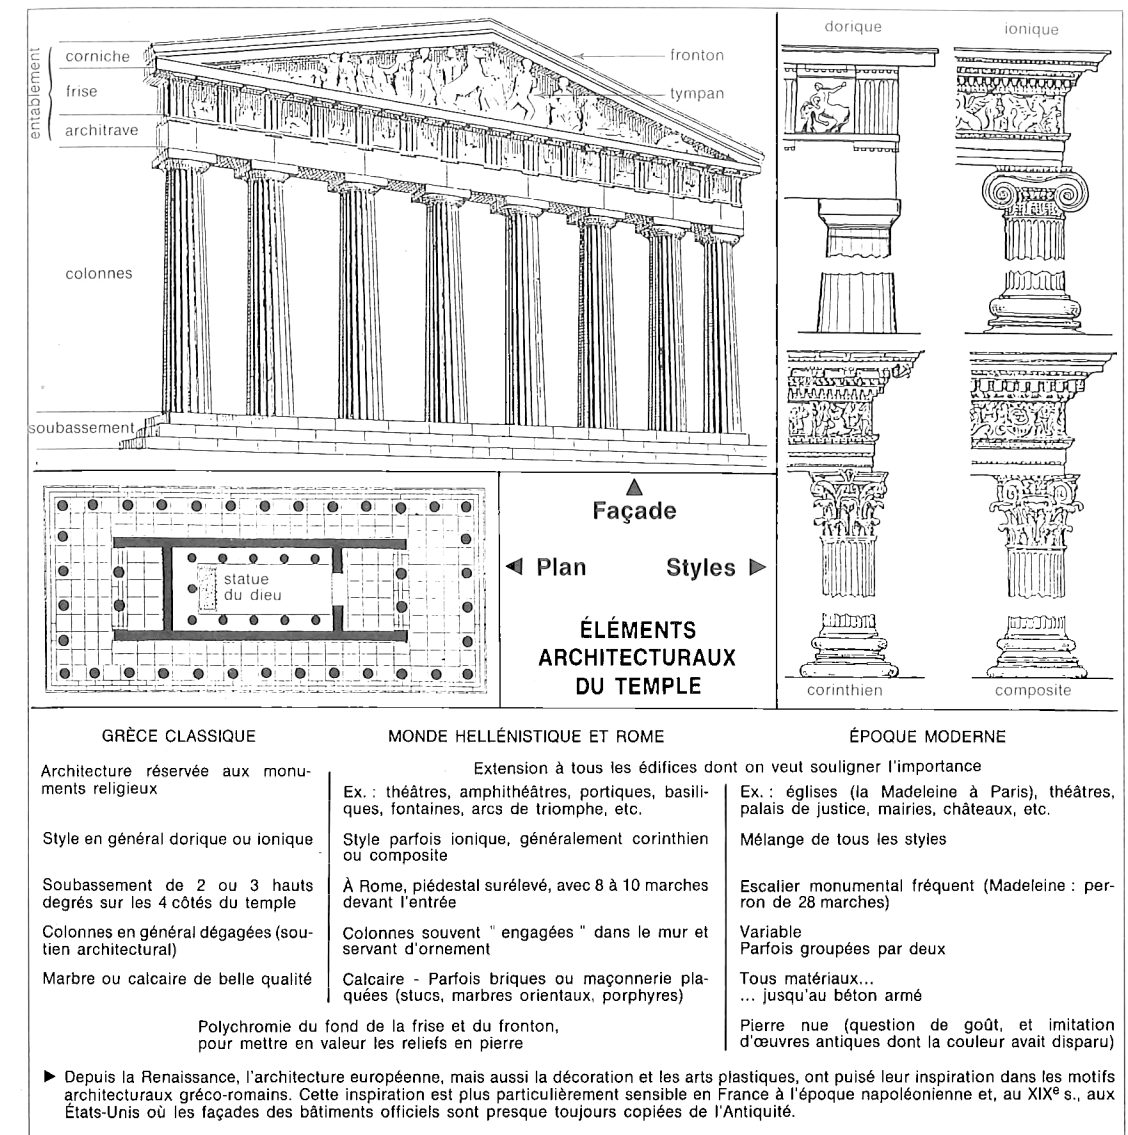 entablement
corniche
frise
architrave
colonnes
soubassement
fronton
tympan
dorique
ionique
corinthien
composite
statue
du dieu
Façade
Plan
Styles
ÉLÉMENTS
ARCHITECTURAUX
DU TEMPLE
GRÈCE CLASSIQUE
Architecture réservée aux monu-
ments religieux
Style en général dorique ou ionique
Soubassement de 2 ou 3 hauts
degrés sur les 4 côtés du temple
Colonnes en général dégagées (sou-
tien architectural)
Marbre ou calcaire de belle qualité
MONDE HELLÉNISTIQUE ET ROME
ÉPOQUE MODERNE
Extension à tous les édifices dont on veut souligner l'importance
Ex. : théâtres, amphithéâtres, portiques, basili-
ques, fontaines, arcs de triomphe, etc.
Style parfois ionique, généralement corinthien
ou composite
À Rome, piédestal surélevé, avec 8 à 10 marches
devant l'entrée
Colonnes souvent " engagées " dans le mur et
servant d'ornement
Calcaire - Parfois briques ou maçonnerie pla-
quées (stucs, marbres orientaux, porphyres)
Polychromie du fond de la frise et du fronton,
pour mettre en valeur les reliefs en pierre
Ex. : églises (la Madeleine à Paris), théâtres,
palais de justice, mairies, châteaux, etc.
Mélange de tous les styles
Escalier monumental fréquent (Madeleine : per-
ron de 28 marches)
Variable
Parfois groupées par deux
Tous matériaux...
... jusqu'au béton armé
Pierre nue (question de goût, et imitation
d'œuvres antiques dont la couleur avait disparu)
► Depuis la Renaissance, l'architecture européenne, mais aussi la décoration et les arts plastiques, ont puisé leur inspiration dans les motifs
architecturaux gréco-romains. Cette inspiration est plus particulièrement sensible en France à l'époque napoléonienne et, au XIXe s., aux
États-Unis où les façades des bâtiments officiels sont presque toujours copiées de l'Antiquité.